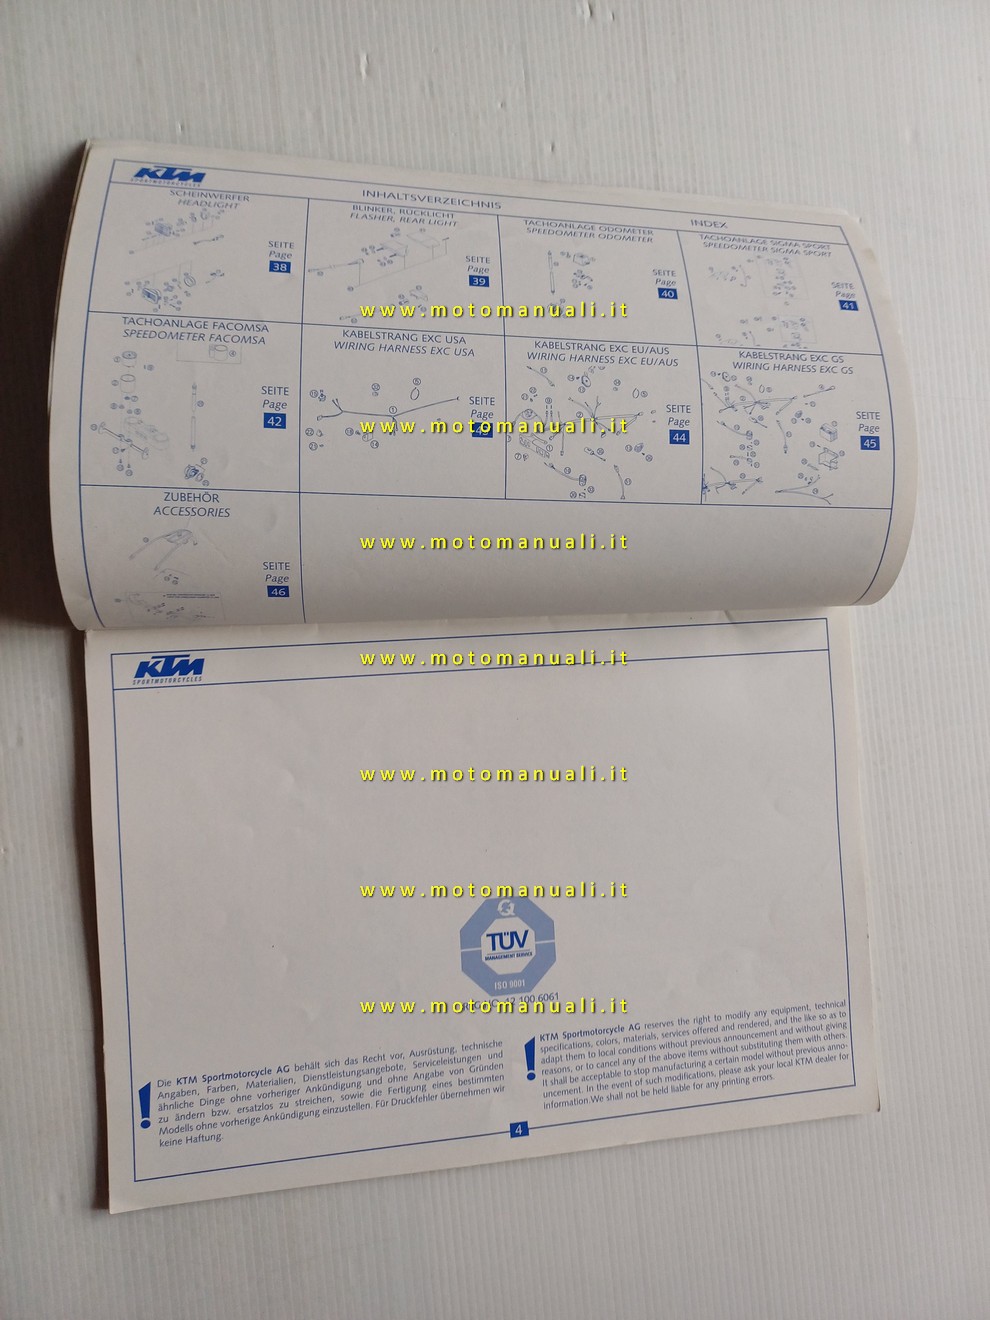 KTM
SPORTMOTORCYCLES
INHALTSVERZEICHNIS
INDEX
SCHEINWERFER
HEADLIGHT
SEITE
Page
38
BLINKER, RÜCKLICHT
FLASHER, REAR LIGHT
SEITE
Page
39
TACHOANLAGE ODOMETER
SPEEDOMETER ODOMETER
SEITE
Page
40
TACHOANLAGE SIGMA SPORT
SPEEDOMETER SIGMA SPORT
SEITE
Page
41
www.motomanuali.it
TACHOANLAGE FACOMSA
SPEEDOMETER FACOMSA
SEITE
Page
42
KABELSTRANG EXC USA
WIRING HARNESS EXC USA
SEITE
Page
43
KABELSTRANG EXC EU/AUS
WIRING HARNESS EXC EU/AUS
SEITE
Page
44
KABELSTRANG EXC GS
WIRING HARNESS EXC GS
SEITE
Page
45
www.motomanuali.it
ZUBEHÖR
ACCESSORIES
SEITE
Page
46
www.motomanuali.it
KTM
SPORTMOTORCYCLES
www.motomanuali.it
www.motomanuali.it
www.motomanuali.it
TÜV
MANAGEMENT SERVICE
ISO 9001
12 100 6061
www.motomanuali.it
! Die KTM Sportmotorcycle AG behält sich das Recht vor, Ausrüstung, technische
Angaben, Farben, Materialien, Dienstleistungsangebote, Serviceleistungen und
ähnliche Dinge ohne vorheriger Ankündigung und ohne Angabe von Gründen
zu ändern bzw. ersatzlos zu streichen, sowie die Fertigung eines bestimmten
Modells ohne vorherige Ankündigung einzustellen. Für Druckfehler übernehmen wir
keine Haftung.
! KTM Sportmotorcycle AG reserves the right to modify any equipment, technical
specifications, colors, materials, services offered and rendered, and the like so as to
adapt them to local conditions without previous announcement and without giving
reasons, or to cancel any of the above items without substituting them with others.
It shall be acceptable to stop manufacturing a certain model without previous anno-
uncement. In the event of such modifications, please ask your local KTM dealer for
information.We shall not be held liable for any printing errors.
4